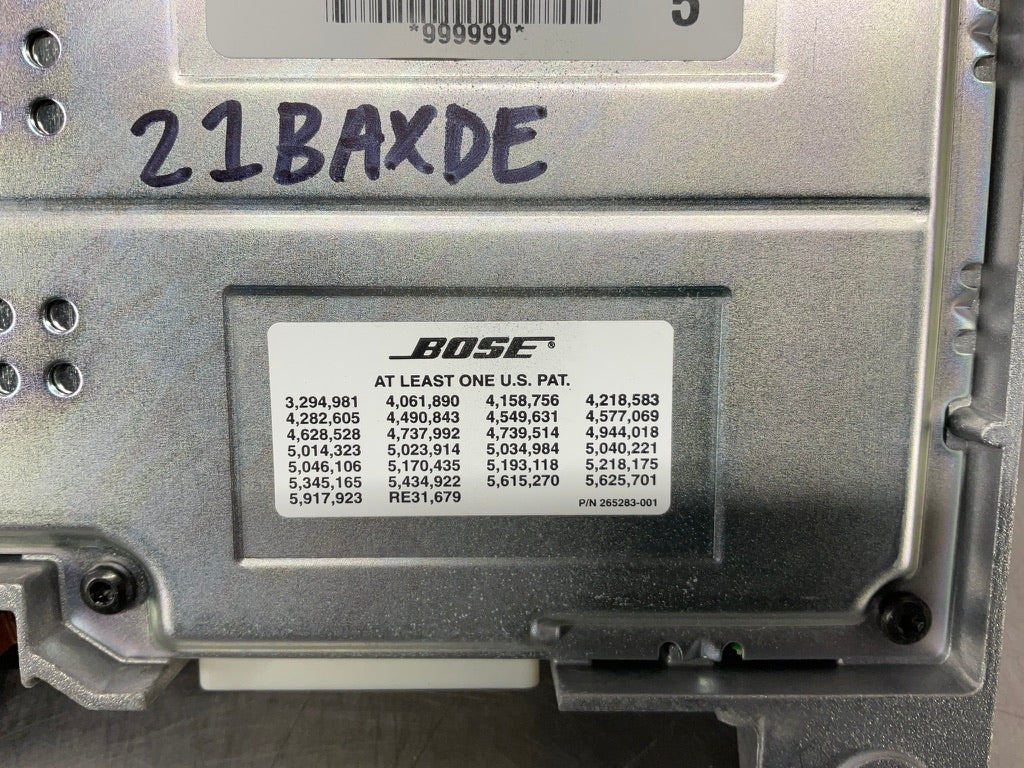 *999999*
5
21BAXDE
BOSE®
AT LEAST ONE U.S. PAT.
3,294,981 4,061,890 4,158,756 4,218,583
4,282,605 4,490,843 4,549,631 4,577,069
4,628,528 4,737,992 4,739,514 4,944,018
5,014,323 5,023,914 5,034,984 5,040,221
5,046,106 5,170,435 5,193,118 5,218,175
5,345,165 5,434,922 5,615,270 5,625,701
5,917,923 RE31,679 P/N 265283-001